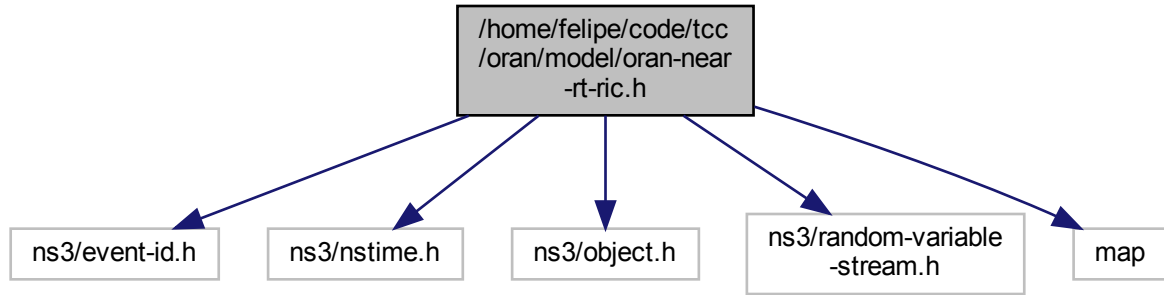 /home/felipe/code/tcc
/oran/model/oran-near
-rt-ric.h
ns3/event-id.h
ns3/nstime.h
ns3/object.h
ns3/random-variable
-stream.h
map